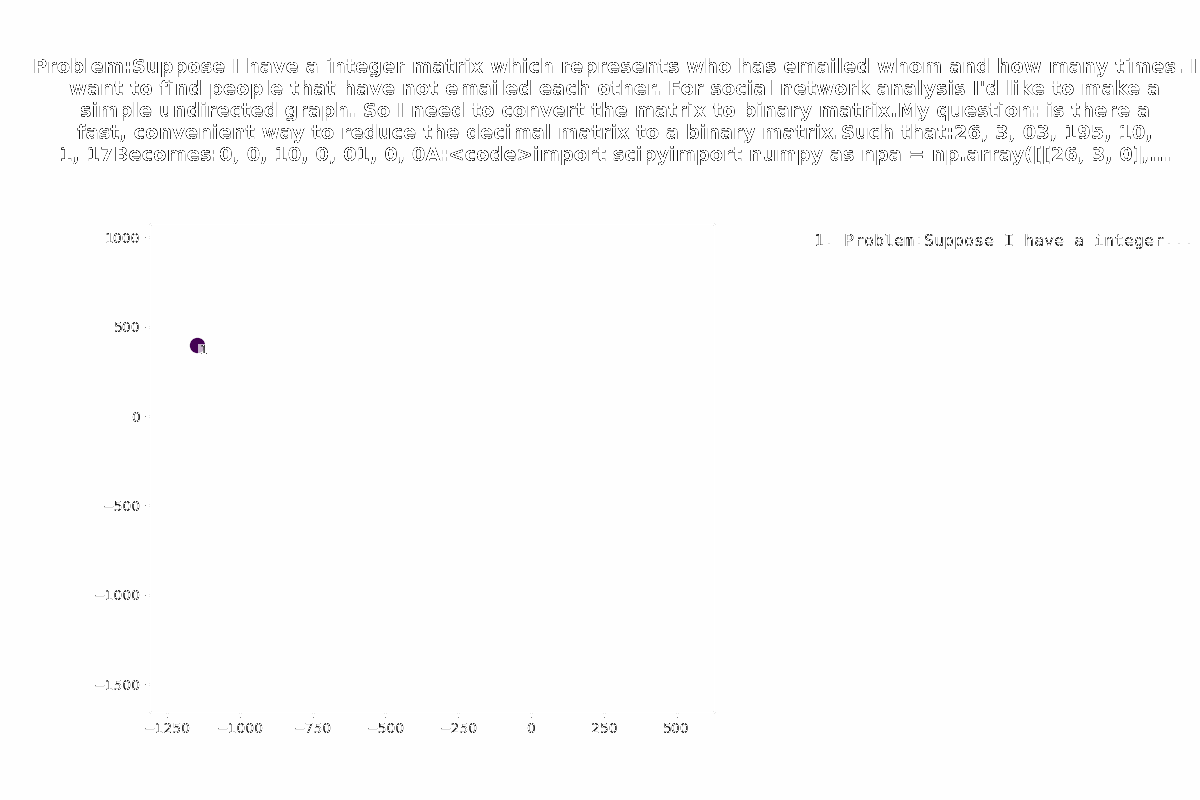 Problem:Suppose I have a integer matrix which represents who has emailed whom and how many times. I
want to find people that have not emailed each other. For social network analysis I'd like to make a
simple undirected graph. So I need to convert the matrix to binary matrix.My question: is there a
fast, convenient way to reduce the decimal matrix to a binary matrix.Such that:26, 3, 03, 195, 10,
1, 17Becomes:0, 0, 10, 0, 01, 0, 0A:<code>import scipyimport numpy as npa = np.array([[26, 3, 0],...
1000
1. Problem:Suppose I have a integer...
500
0
−500
−1000
−1500
−1250 −1000 −750 −500 −250 0 250 500